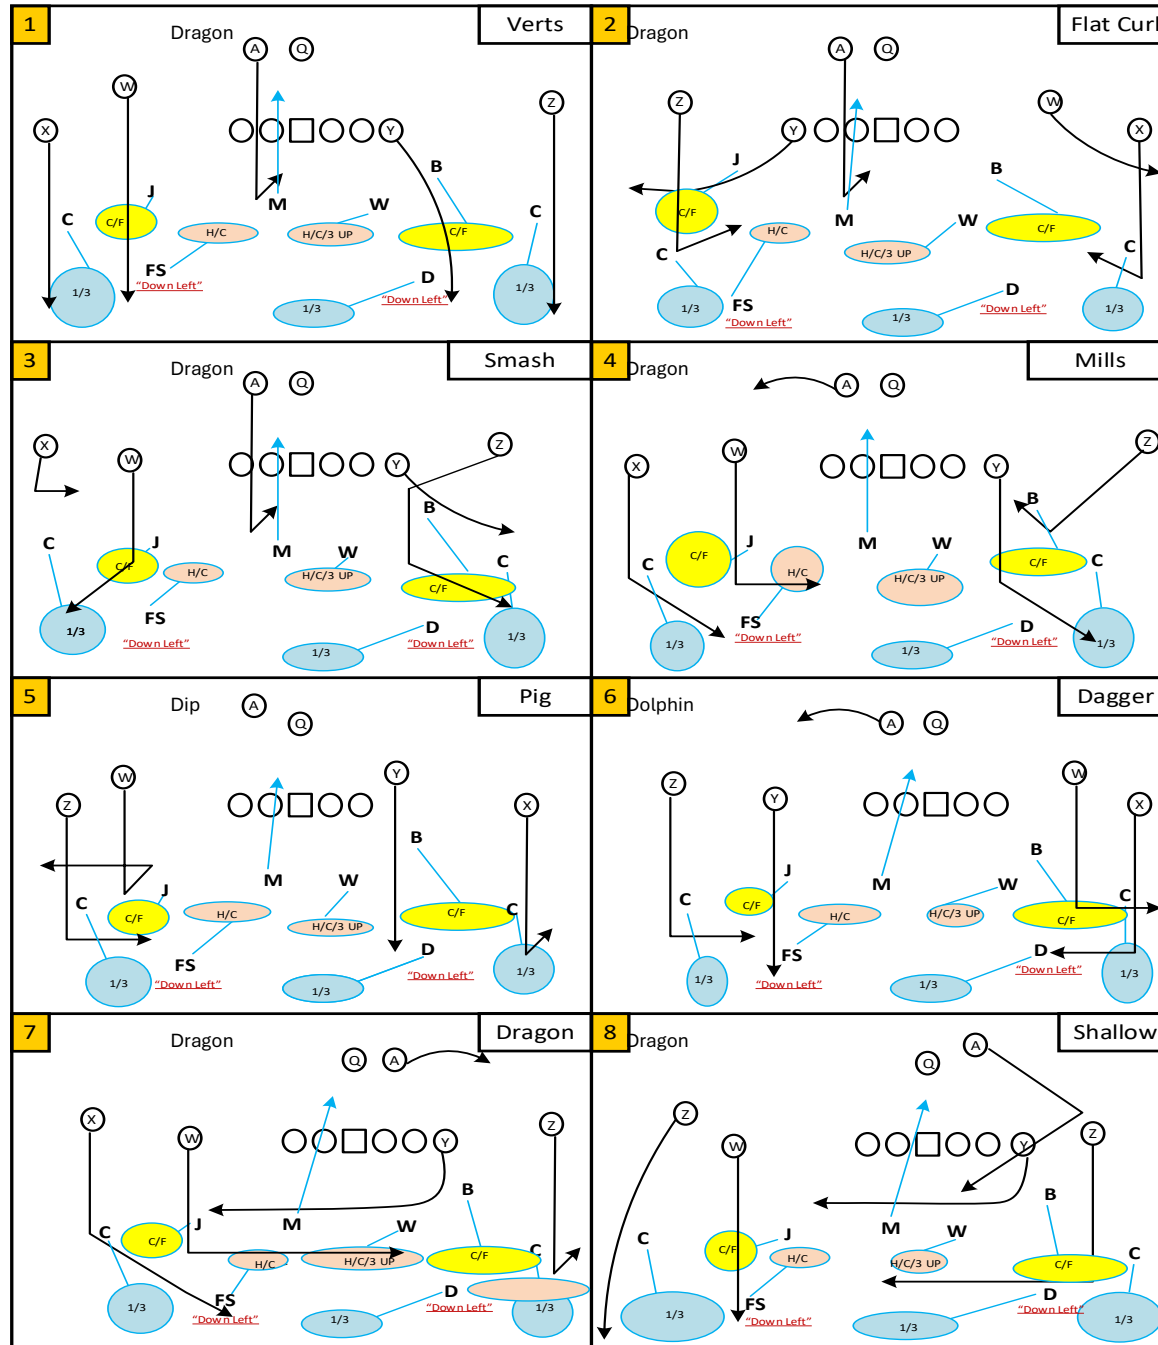 1 Dragon Verts
A Q
W
Z
X
Y
B
J
M W
C C
C/F H/C H/C/3 UP C/F
FS D
"Down Left" "Down Left"
1/3 1/3 1/3
2 Dragon Flat Curl
A Q
Z W
Y X
J
B
C/F M W
H/C H/C/3 UP C/F
C C
FS D
"Down Left" "Down Left"
1/3 1/3 1/3
3 Dragon Smash
A Q
X Z
W Y
B
C J M W C
C/F H/C H/C/3 UP C/F
FS D
"Down Left" "Down Left"
1/3 1/3 1/3
4 Dragon Mills
A Q
Z
W
X Y
B
M W
J
C/F H/C H/C/3 UP C/F
C C
FS D
"Down Left" "Down Left"
1/3 1/3 1/3
5 Dip Pig
A
Q
W Y
Z X
B
M W
J
C C
C/F H/C H/C/3 UP C/F
FS D
"Down Left" "Down Left"
1/3 1/3 1/3
6 Dolphin Dagger
A Q
Z W
Y X
B
J M W
C C
C/F H/C H/C/3 UP C/F
FS D
"Down Left" "Down Left"
1/3 1/3 1/3
7 Dragon Dragon
Q A
X Z
W Y
B
J M W
C C
C/F H/C H/C/3 UP C/F
FS D
"Down Left" "Down Left"
1/3 1/3 1/3
8 Dragon Shallow
A
Q
Z
Z
W Y
B
M
J W
C C
C/F H/C H/C/3 UP C/F
FS D
"Down Left" "Down Left"
1/3 1/3 1/3